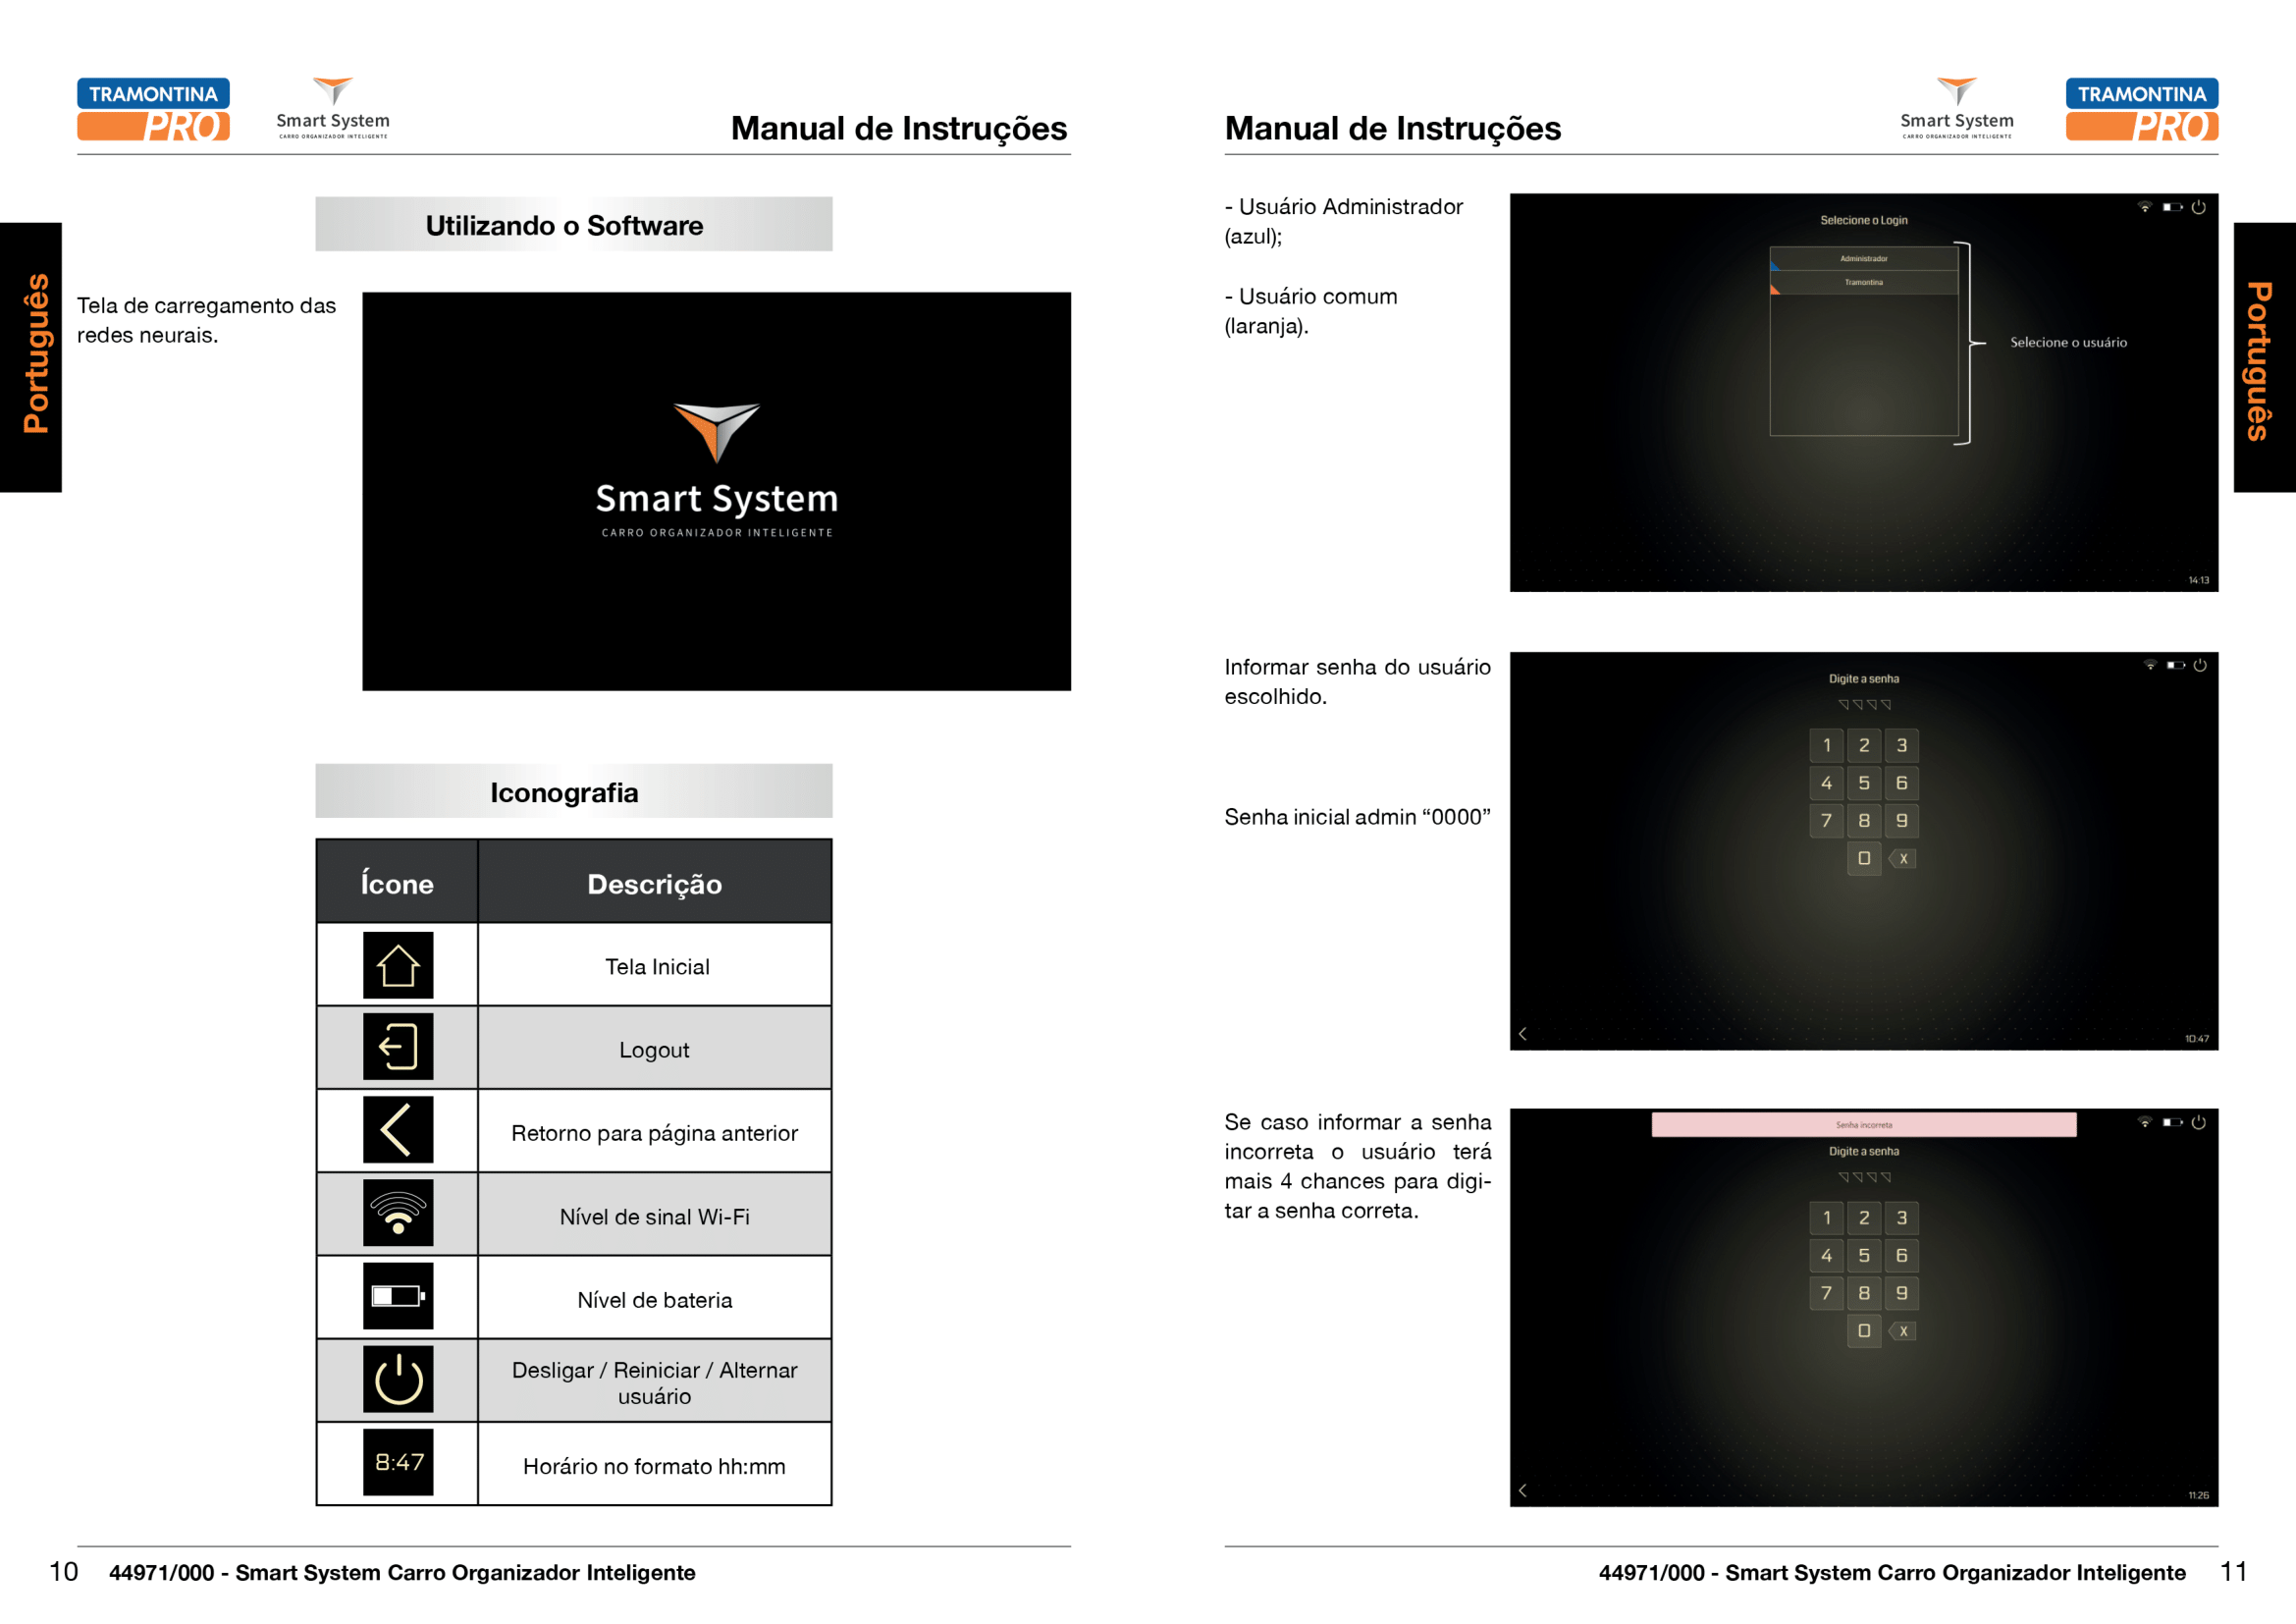 TRAMONTINA
PRO
Smart System
CARRO ORGANIZADOR INTELIGENTE
Manual de Instruções
Português
Utilizando o Software
Tela de carregamento das
redes neurais.
Smart System
CARRO ORGANIZADOR INTELIGENTE
Iconografia
Ícone Descrição
Tela Inicial
Logout
Retorno para página anterior
Nível de sinal Wi-Fi
Nível de bateria
Desligar / Reiniciar / Alternar
usuário
8:47 Horário no formato hh:mm
10 44971/000 - Smart System Carro Organizador Inteligente
Manual de Instruções
Smart System
CARRO ORGANIZADOR INTELIGENTE
TRAMONTINA
PRO
Português
- Usuário Administrador
(azul);
- Usuário comum
(laranja).
Selecione o Login
Administrador
Tramontina
Selecione o usuário
14:13
Informar senha do usuário
escolhido.
Senha inicial admin “0000”
Digite a senha
1 2 3
4 5 6
7 8 9
0 X
10:47
Se caso informar a senha
incorreta o usuário terá
mais 4 chances para digi-
tar a senha correta.
Senha incorreta
Digite a senha
1 2 3
4 5 6
7 8 9
0 X
11:26
44971/000 - Smart System Carro Organizador Inteligente 11